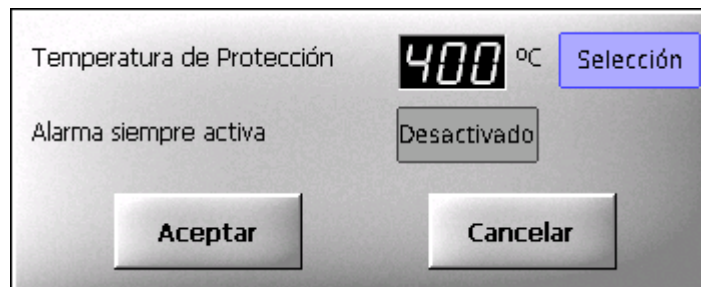 Temperatura de Protección 400 ºC Selección
Alarma siempre activa Desactivado
Aceptar Cancelar